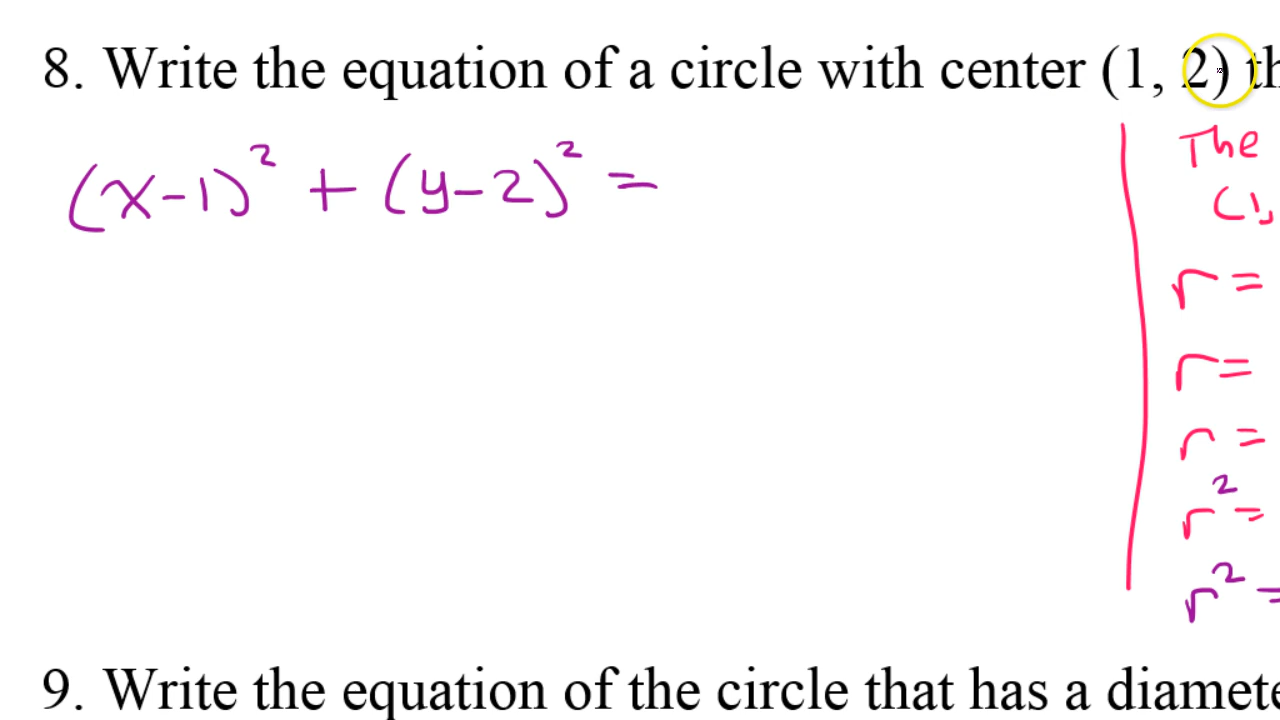 8. Write the equation of a circle with center (1, 2) th
(x-1)² + (y-2)² =
The
(1,
r =
r =
r =
r² =
r² =
9. Write the equation of the circle that has a diamete